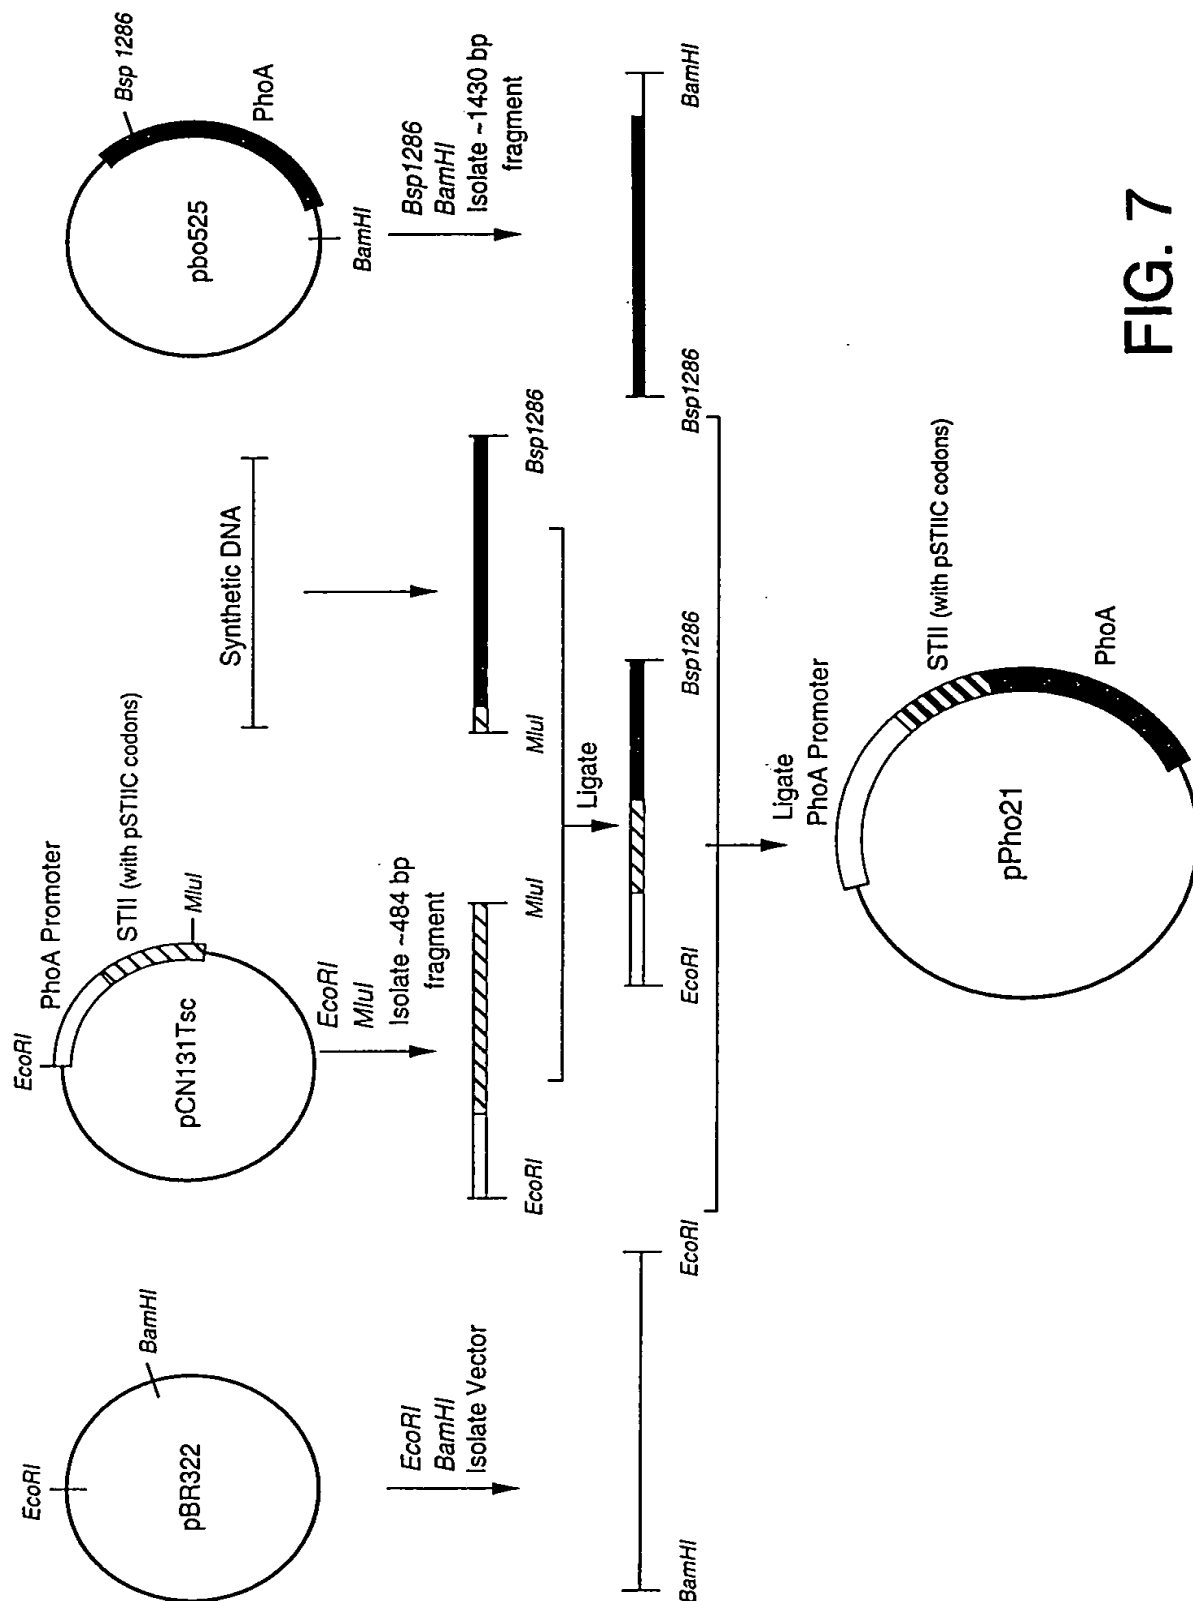 EcoRI
BamHI
pBR322
EcoRI
BamHI
Isolate Vector
BamHI
EcoRI
EcoRI
PhoA Promoter
STII (with pSTIIC codons)
MluI
pCN131Tsc
EcoRI
MluI
Isolate ~484 bp
fragment
EcoRI
MluI
Synthetic DNA
MluI
Bsp1286
Ligate
EcoRI
Bsp1286
Bsp 1286
PhoA
pbo525
BamHI
Bsp1286
BamHI
Isolate ~1430 bp
fragment
Bsp1286
BamHI
Ligate
PhoA Promoter
STII (with pSTIIC codons)
PhoA
pPho21
FIG. 7